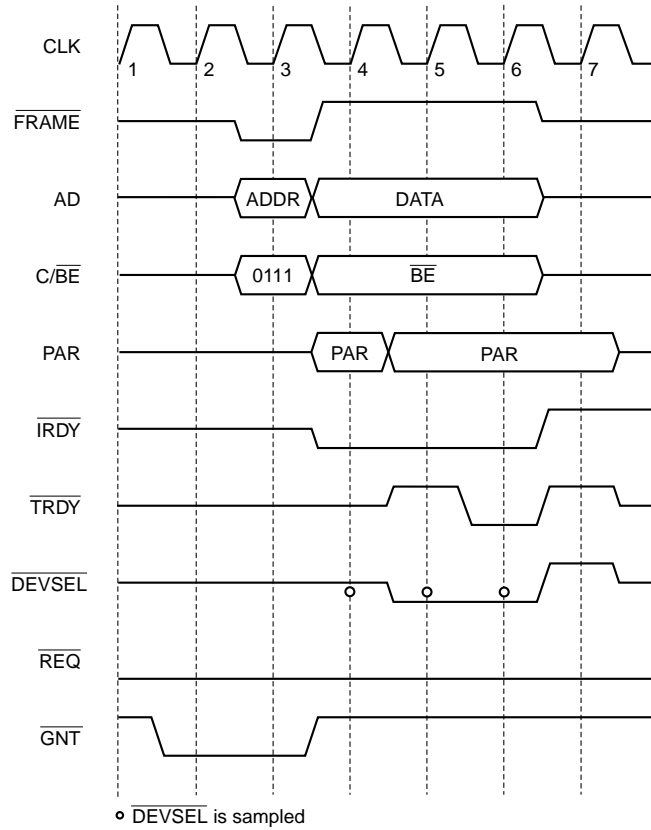 CLK
1 2 3 4 5 6 7
FRAME
AD ADDR DATA
C/BE 0111 BE
PAR PAR PAR
IRDY
TRDY
DEVSEL
REQ
GNT
DEVSEL is sampled